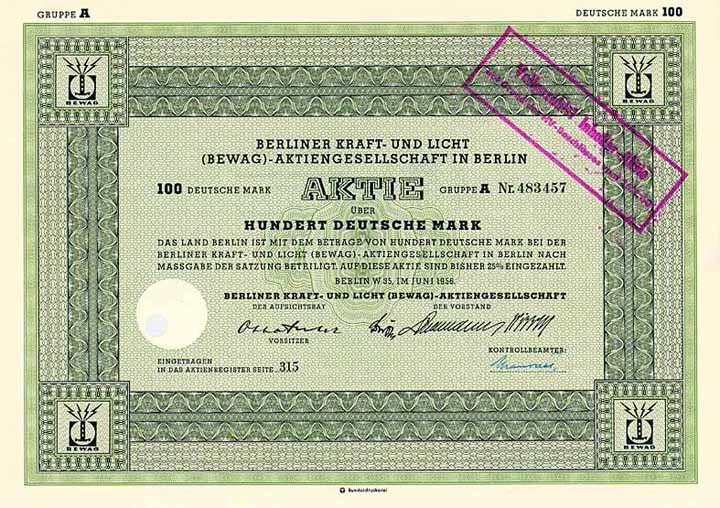 GRUPPE A DEUTSCHE MARK 100
BEWAG BEWAG
BERLINER KRAFT- UND LICHT
(BEWAG)-AKTIENGESELLSCHAFT IN BERLIN
100 DEUTSCHE MARK AKTIE GRUPPE A Nr. 483457
ÜBER
HUNDERT DEUTSCHE MARK
DAS LAND BERLIN IST MIT DEM BETRAGE VON HUNDERT DEUTSCHE MARK BEI DER
BERLINER KRAFT- UND LICHT (BEWAG)-AKTIENGESELLSCHAFT IN BERLIN NACH
MASSGABE DER SATZUNG BETEILIGT. AUF DIESE AKTIE SIND BISHER 25% EINGEZAHLT.
BERLIN W 35, IM JUNI 1956.
BERLINER KRAFT- UND LICHT (BEWAG)-AKTIENGESELLSCHAFT
DER AUFSICHTSRAT DER VORSTAND
VORSITZER
KONTROLLBEAMTER:
EINGETRAGEN
IN DAS AKTIENREGISTER SEITE 315
BEWAG BEWAG
Bundesdruckerei